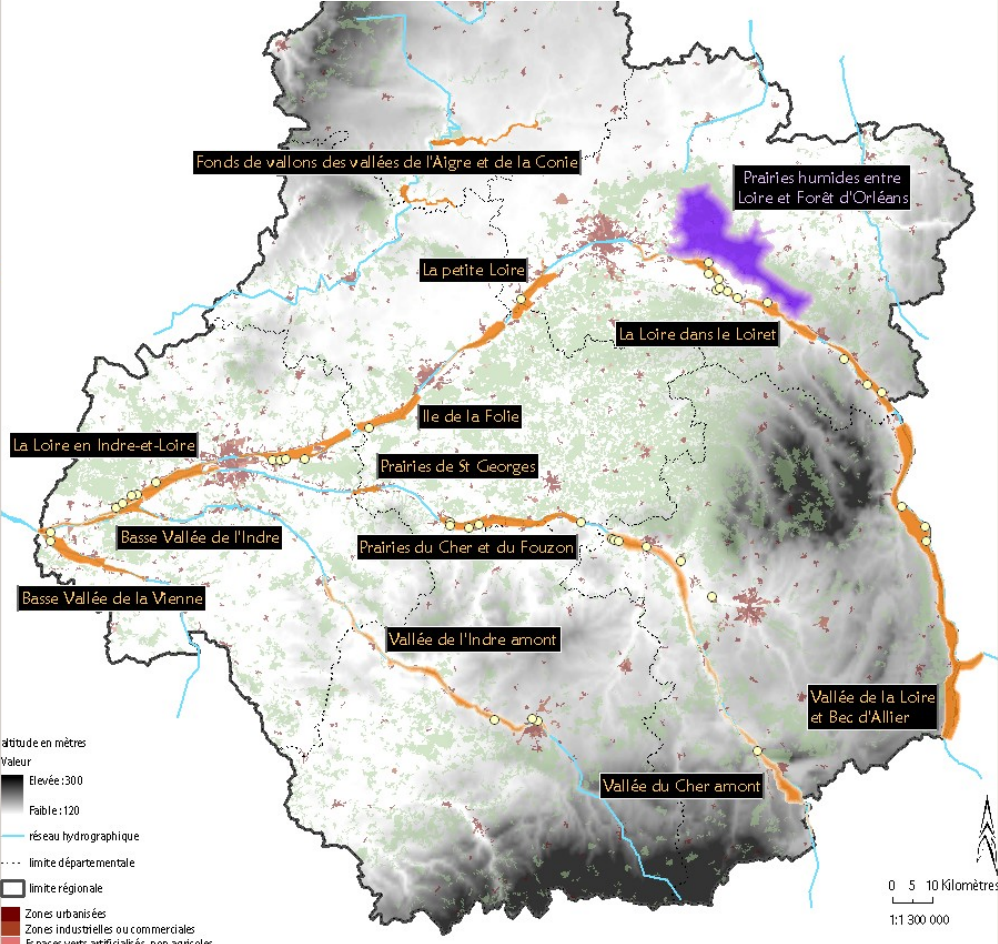 Fonds de vallons des vallées de l'Aigre et de la Conie
Prairies humides entre
Loire et Forêt d'Orléans
La petite Loire
La Loire dans le Loiret
Ile de la Folie
La Loire en Indre-et-Loire
Prairies de St Georges
Basse Vallée de l'Indre
Prairies du Cher et du Fouzon
Basse Vallée de la Vienne
Vallée de l'Indre amont
Vallée de la Loire
et Bec d'Allier
Vallée du Cher amont
altitude en mètres
Valeur
Elevée : 300
Faible : 120
réseau hydrographique
limite départementale
limite régionale
Zones urbanisées
Zones industrielles ou commerciales
Espaces verts artificialisés, non agricoles
0 5 10 Kilomètres
1:1 300 000